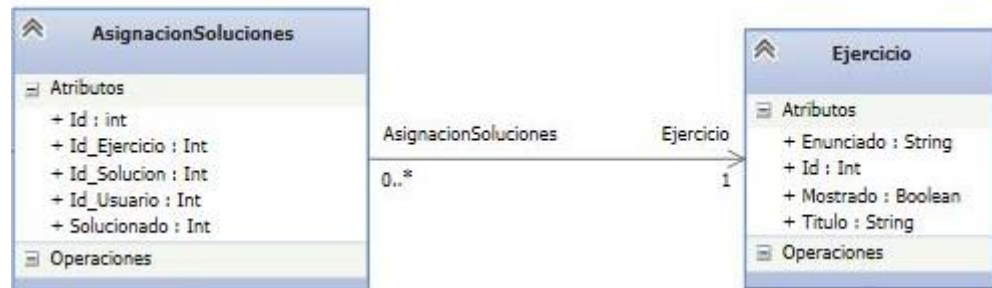 AsignacionSoluciones
Atributos
+ Id : int
+ Id_Ejercicio : Int
+ Id_Solucion : Int
+ Id_Usuario : Int
+ Solucionado : Int
Operaciones
AsignacionSoluciones
Ejercicio
0..*
1
Ejercicio
Atributos
+ Enunciado : String
+ Id : Int
+ Mostrado : Boolean
+ Titulo : String
Operaciones